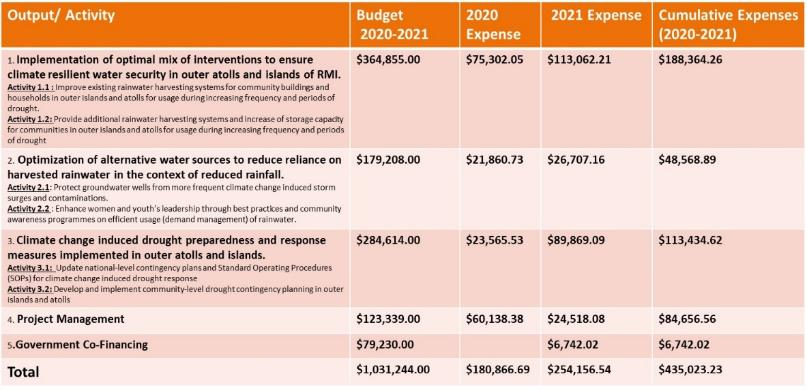 Output/ Activity
Budget
2020-2021
2020
Expense
2021 Expense
Cumulative Expenses
(2020-2021)
1. Implementation of optimal mix of interventions to ensure
climate resilient water security in outer atolls and islands of RMI.
Activity 1.1 : Improve existing rainwater harvesting systems for community buildings and
households in outer islands and atolls for usage during increasing frequency and periods of
drought.
Activity 1.2: Provide additional rainwater harvesting systems and increase of storage capacity
for communities in outer islands and atolls for usage during increasing frequency and periods
of drought
$364,855.00
$75,302.05
$113,062.21
$188,364.26
2. Optimization of alternative water sources to reduce reliance on
harvested rainwater in the context of reduced rainfall.
Activity 2.1: Protect groundwater wells from more frequent climate change induced storm
surges and contaminations.
Activity 2.2 : Enhance women and youth's leadership through best practices and community
awareness programmes on efficient usage (demand management) of rainwater.
$179,208.00
$21,860.73
$26,707.16
$48,568.89
3. Climate change induced drought preparedness and response
measures implemented in outer atolls and islands.
Activity 3.1: Update national-level contingency plans and Standard Operating Procedures
(SOPs) for climate change induced drought response
Activity 3.2: Develop and implement community-level drought contingency planning in outer
islands and atolls
$284,614.00
$23,565.53
$89,869.09
$113,434.62
4. Project Management
$123,339.00
$60,138.38
$24,518.08
$84,656.56
5.Government Co-Financing
$79,230.00
$6,742.02
$6,742.02
Total
$1,031,244.00
$180,866.69
$254,156.54
$435,023.23